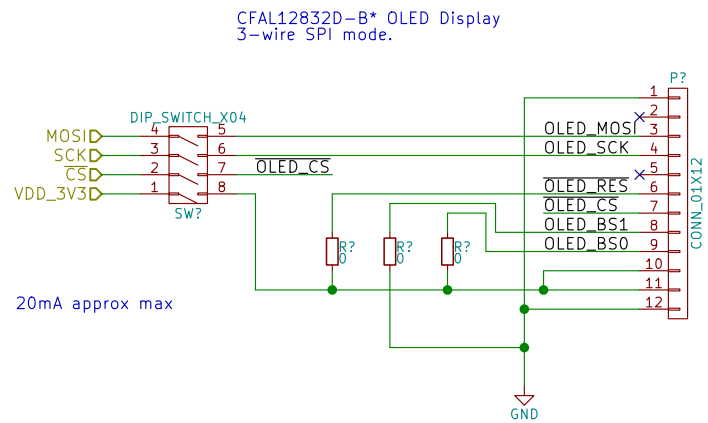 CFAL12832D-B* OLED Display
3-wire SPI mode.
P?
DIP_SWITCH_X04
MOSI 4 5
SCK 3 6
CS 2 7 OLED_CS
VDD_3V3 1 8
SW?
1
2
OLED_MOSI 3
OLED_SCK 4
5
OLED_RES 6
OLED_CS 7
OLED_BS1 8
OLED_BS0 9
10
11
12
CONN_01X12
R? R? R?
0 0 0
20mA approx max
GND